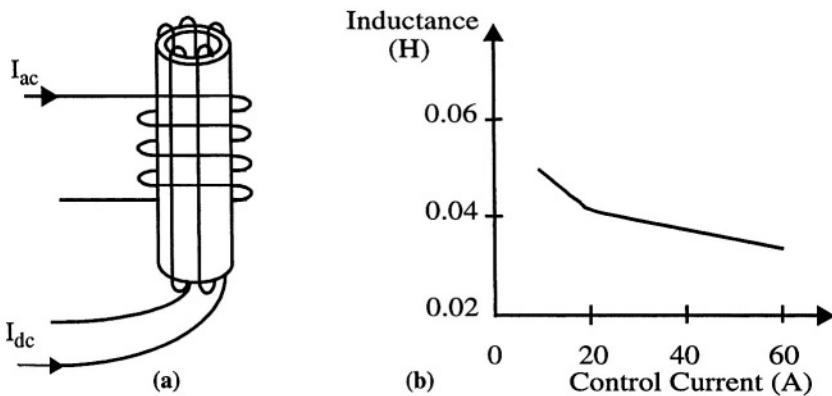 I_ac
I_dc
(a)
Inductance
(H)
0.06
0.04
0.02
0 20 40 60
Control Current (A)
(b)